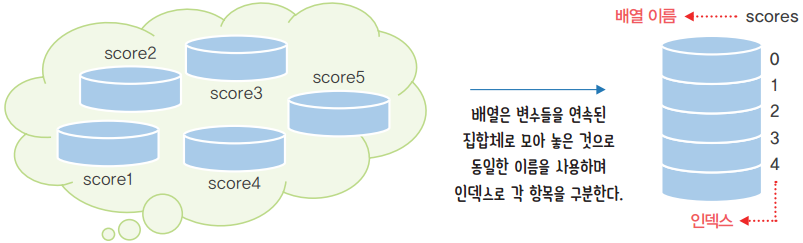 score2
score3
score5
score1
score4
배열은 변수들을 연속된
집합체로 모아 놓은 것으로
동일한 이름을 사용하며
인덱스로 각 항목을 구분한다.
배열 이름 scores
0
1
2
3
4
인덱스